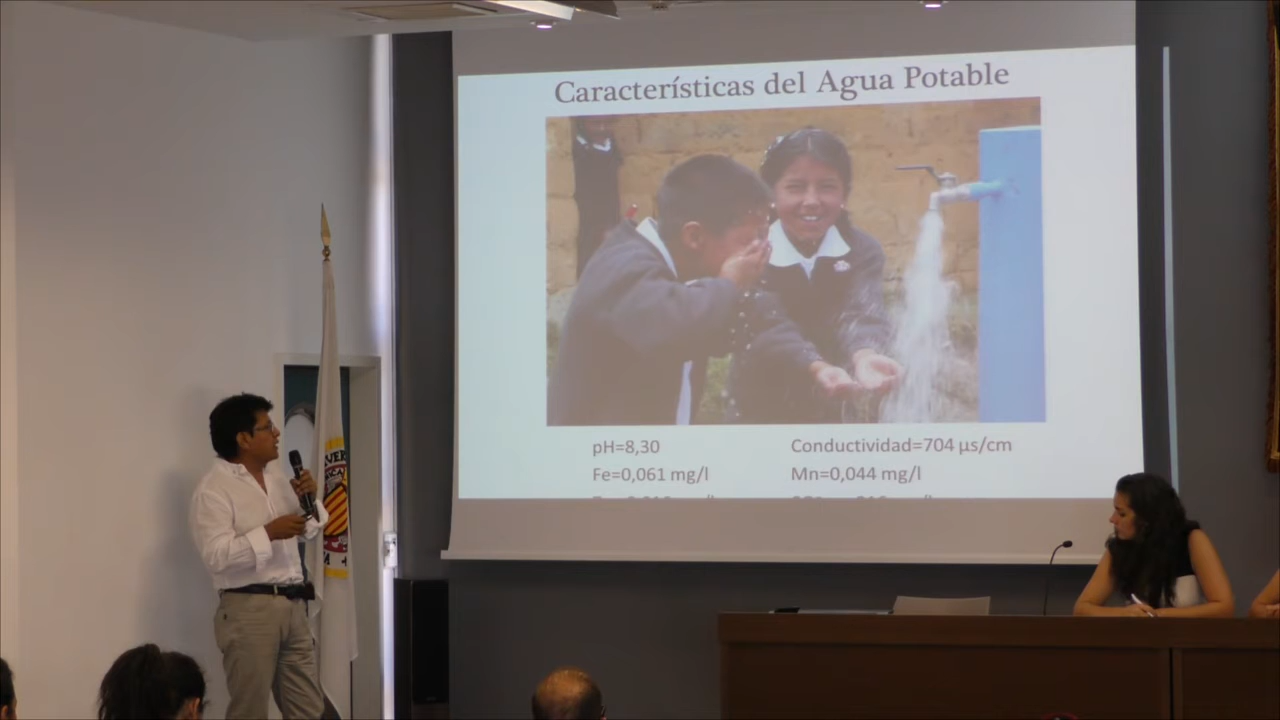 Características del Agua Potable
pH=8,30
Conductividad=704 µs/cm
Fe=0,061 mg/l
Mn=0,044 mg/l